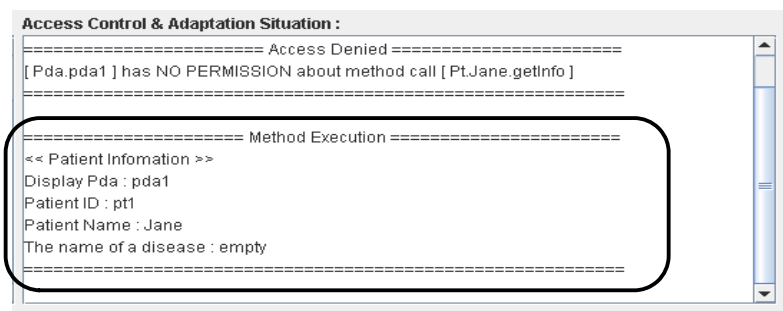 Access Control & Adaptation Situation :
======================== Access Denied =======================
[ Pda.pda1 ] has NO PERMISSION about method call [ Pt.Jane.getInfo ]
============================================================
====================== Method Execution =======================
<< Patient Infomation >>
Display Pda : pda1
Patient ID : pt1
Patient Name : Jane
The name of a disease : empty
============================================================